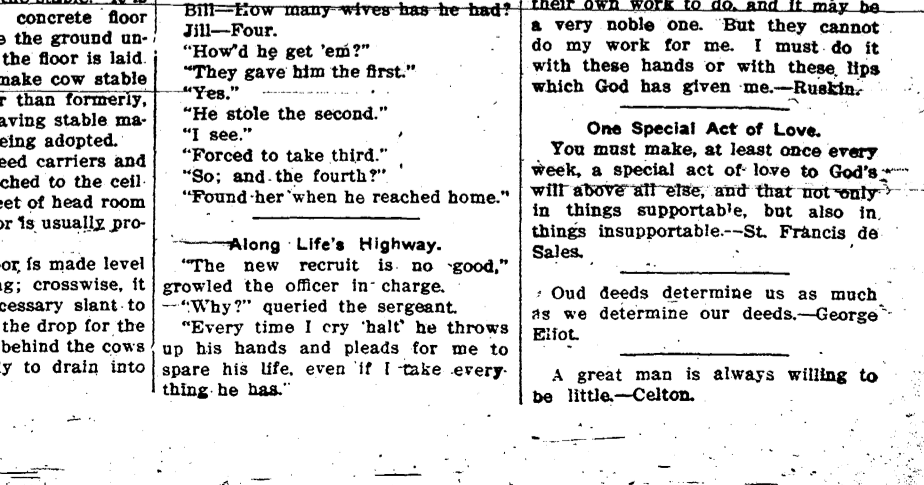 concrete floor
the ground un-
the floor is laid
make cow stable
than formerly,
aving stable ma-
eing adopted.
eed carriers and
ched to the ceil
eet of head room
or is usually pro-
is made level
ng; crosswise, it
cessary slant to
the drop for the
behind the cows
to drain into
Bill—How many wives has he had?
Jill—Four.
"How'd he get 'em?"
"They gave him the first."
"Yes."
"He stole the second."
"I see."
"Forced to take third."
"So; and the fourth?"
"Found her when he reached home."
Along Life's Highway.
"The new recruit is no good,"
growled the officer in charge.
"Why?" queried the sergeant.
"Every time I cry 'halt' he throws
up his hands and pleads for me to
spare his life, even if I take every-
thing he has."
their own work to do, and it may be
a very noble one. But they cannot
do my work for me. I must do it
with these hands or with these lips
which God has given me.—Ruskin.
One Special Act of Love.
You must make, at least once every
week, a special act of love to God's
will above all else, and that not only
in things supportable, but also in
things insupportable.—St. Francis de
Sales.
Oud deeds determine us as much
as we determine our deeds.—George
Eliot.
A great man is always willing to
be little.—Celton.